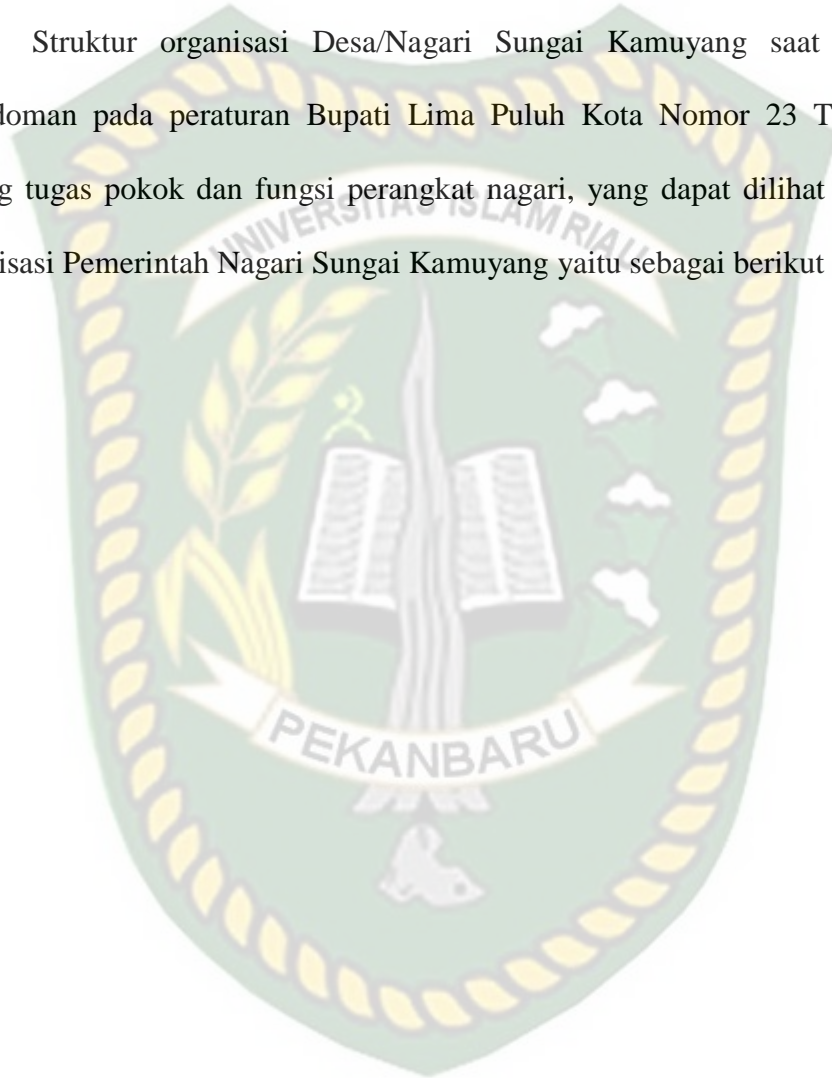 Struktur organisasi Desa/Nagari Sungai Kamuyang saat
doman pada peraturan Bupati Lima Puluh Kota Nomor 23 T
g tugas pokok dan fungsi perangkat nagari, yang dapat dilihat
isasi Pemerintah Nagari Sungai Kamuyang yaitu sebagai berikut
UNIVERSITAS ISLAM RIAU
PEKANBARU